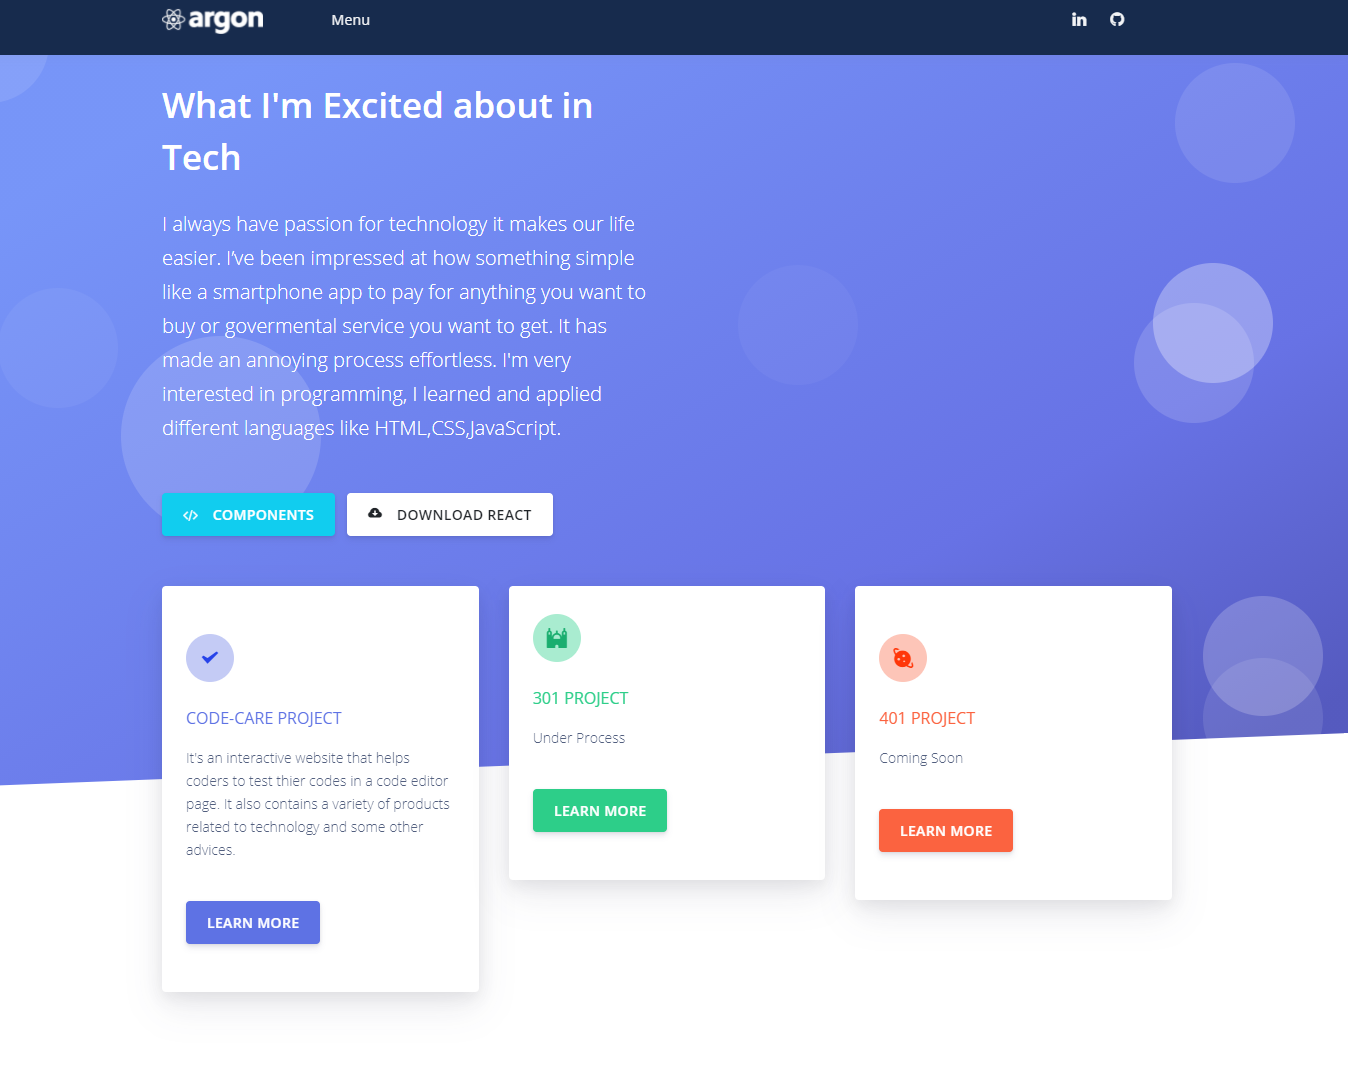 argon
Menu
What I'm Excited about in
Tech
I always have passion for technology it makes our life
easier. I’ve been impressed at how something simple
like a smartphone app to pay for anything you want to
buy or govermental service you want to get. It has
made an annoying process effortless. I'm very
interested in programming, I learned and applied
different languages like HTML,CSS,JavaScript.
COMPONENTS
DOWNLOAD REACT
CODE-CARE PROJECT
It's an interactive website that helps
coders to test thier codes in a code editor
page. It also contains a variety of products
related to technology and some other
advices.
LEARN MORE
301 PROJECT
Under Process
LEARN MORE
401 PROJECT
Coming Soon
LEARN MORE